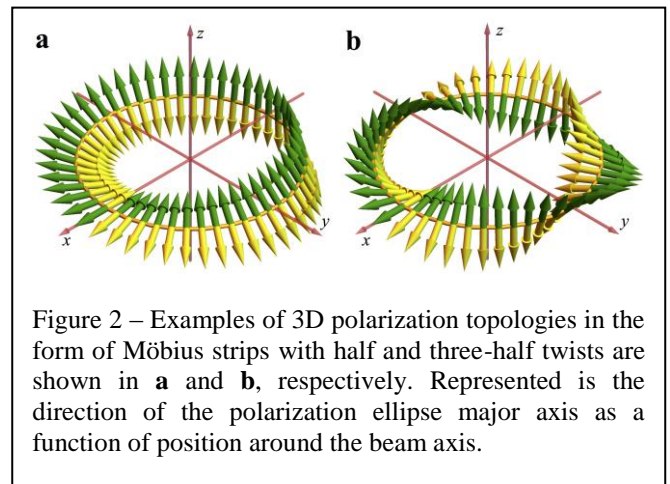 a
z
x
y
b
z
x
y
Figure 2 – Examples of 3D polarization topologies in the
form of Möbius strips with half and three-half twists are
shown in a and b, respectively. Represented is the
direction of the polarization ellipse major axis as a
function of position around the beam axis.